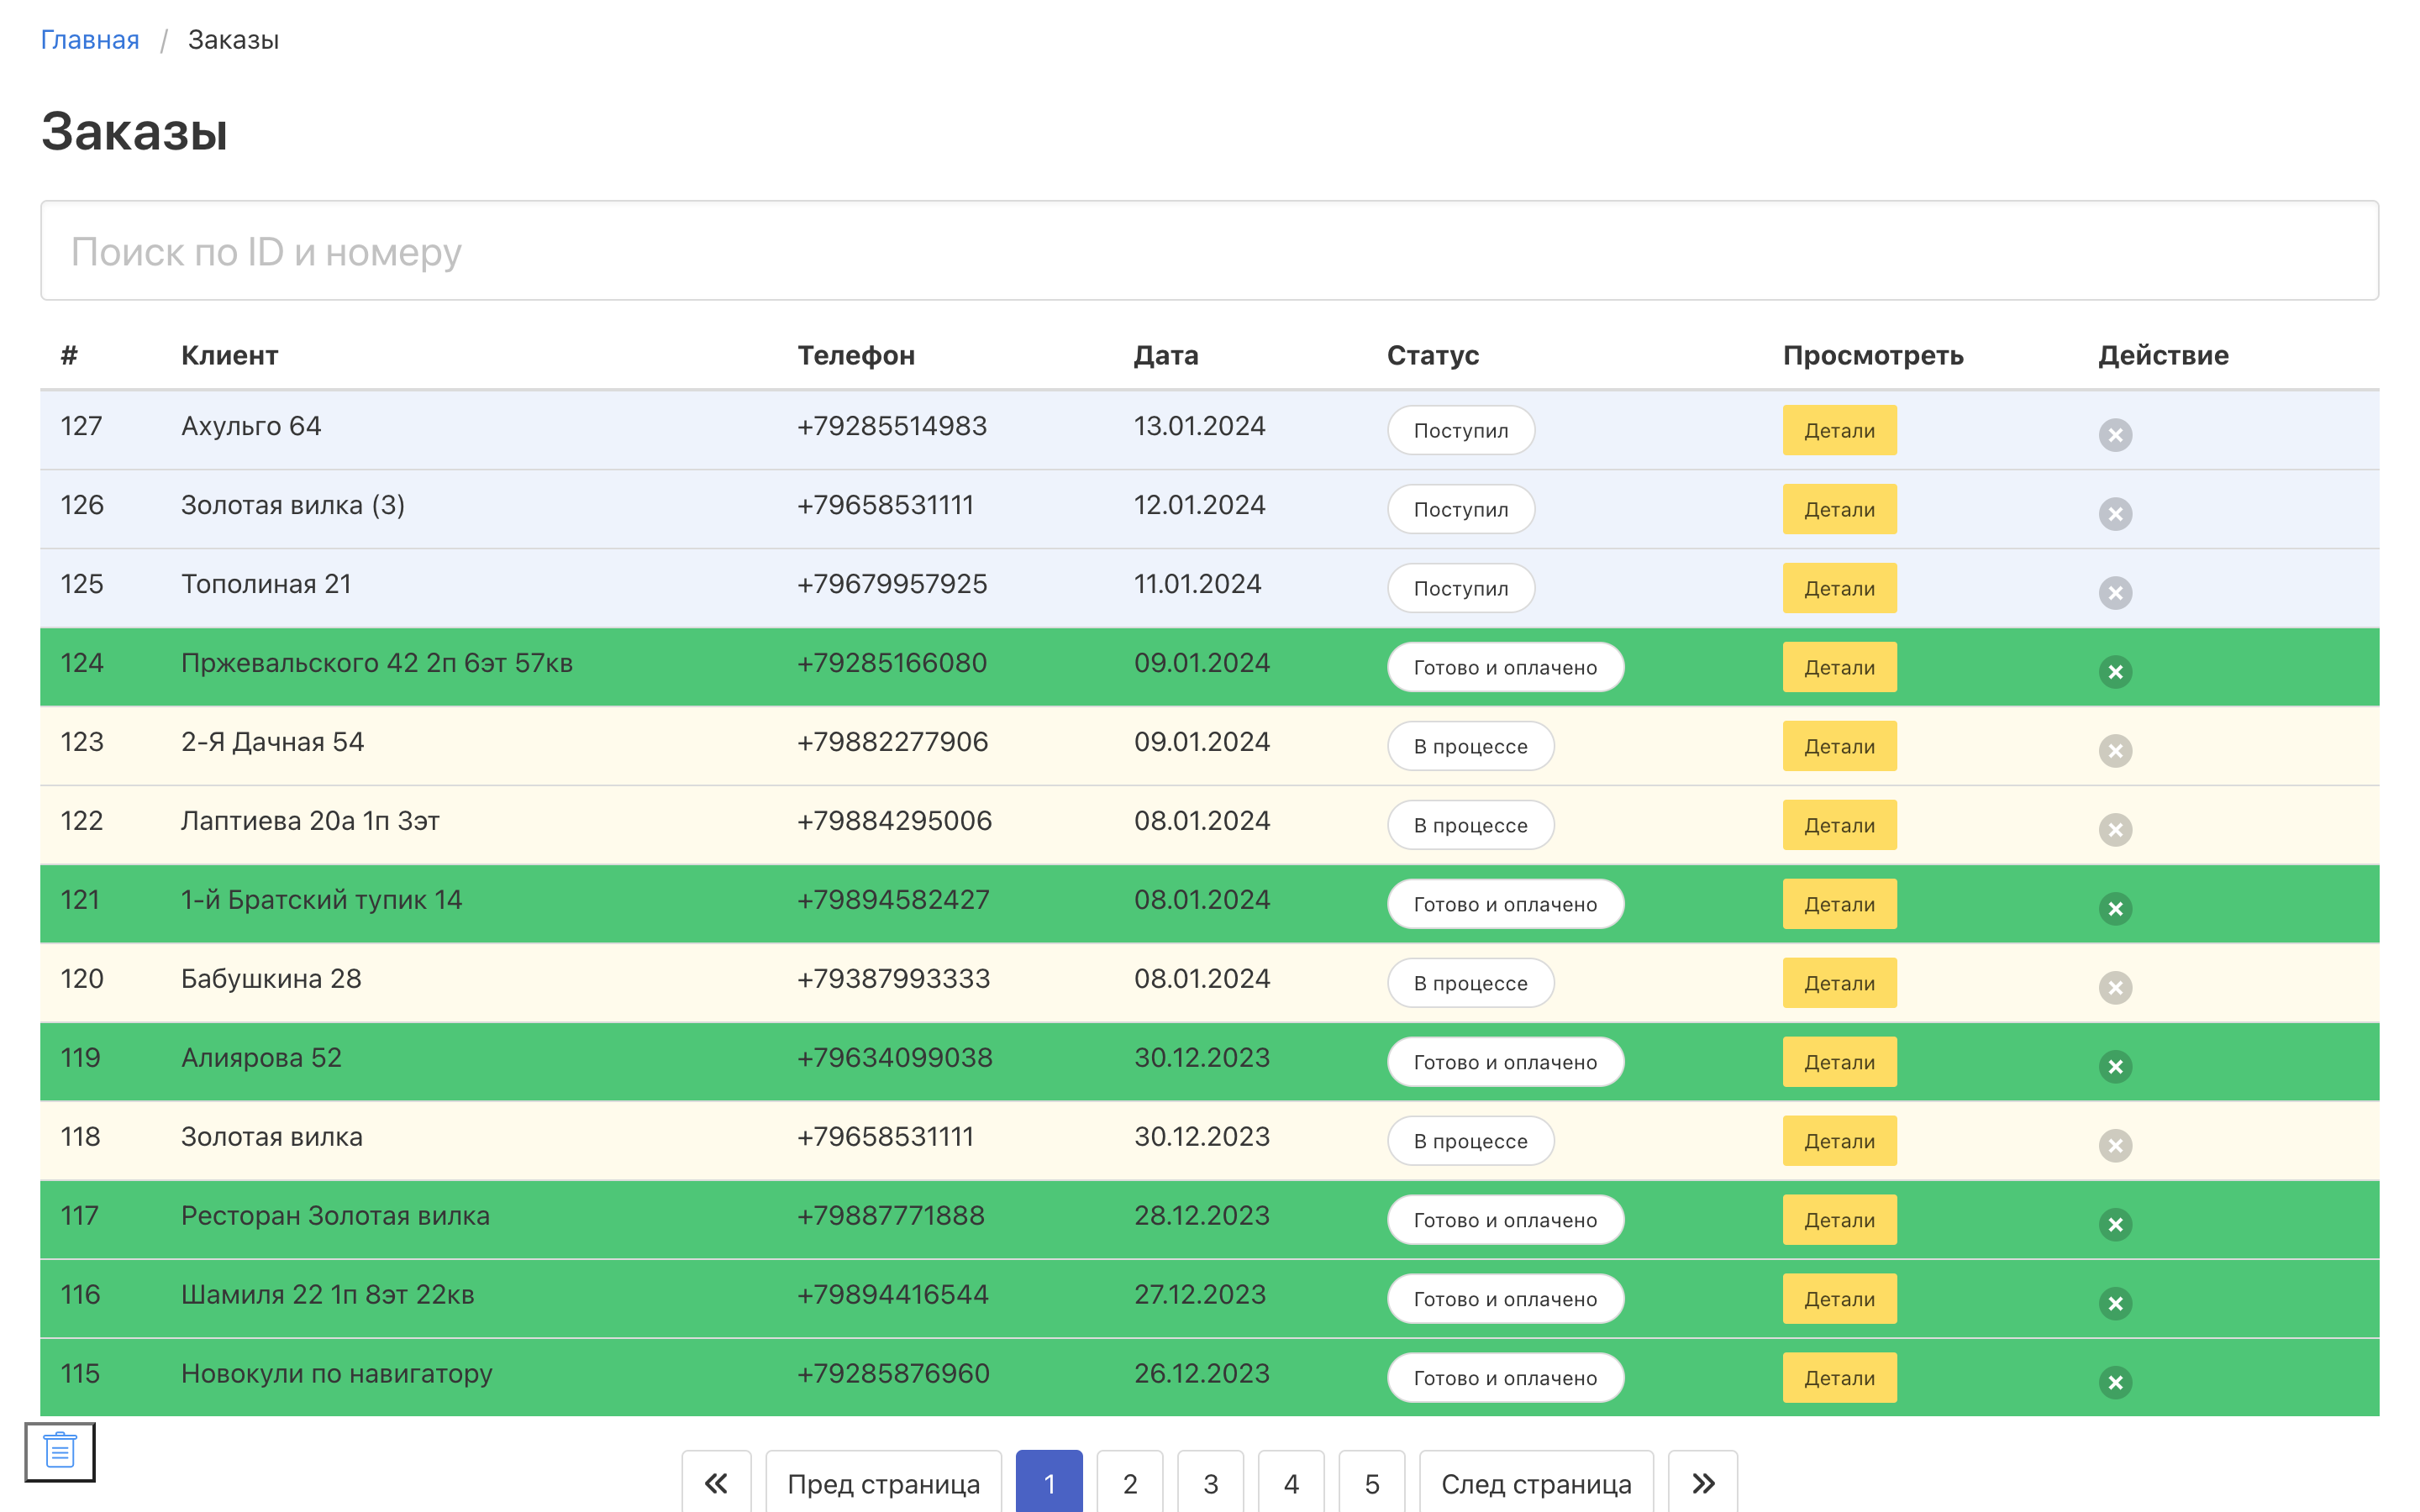 Главная / Заказы
Заказы
Поиск по ID и номеру
# Клиент Телефон Дата Статус Просмотреть Действие
127 Ахульго 64 +79285514983 13.01.2024 Поступил Детали
126 Золотая вилка (3) +79658531111 12.01.2024 Поступил Детали
125 Тополиная 21 +79679957925 11.01.2024 Поступил Детали
124 Пржевальского 42 2п 6эт 57кв +79285166080 09.01.2024 Готово и оплачено Детали
123 2-Я Дачная 54 +79882277906 09.01.2024 В процессе Детали
122 Лаптиева 20а 1п 3эт +79884295006 08.01.2024 В процессе Детали
121 1-й Братский тупик 14 +79894582427 08.01.2024 Готово и оплачено Детали
120 Бабушкина 28 +79387993333 08.01.2024 В процессе Детали
119 Алиярова 52 +79634099038 30.12.2023 Готово и оплачено Детали
118 Золотая вилка +79658531111 30.12.2023 В процессе Детали
117 Ресторан Золотая вилка +79887771888 28.12.2023 Готово и оплачено Детали
116 Шамиля 22 1п 8эт 22кв +79894416544 27.12.2023 Готово и оплачено Детали
115 Новокули по навигатору +79285876960 26.12.2023 Готово и оплачено Детали
« Пред страница 1 2 3 4 5 След страница »